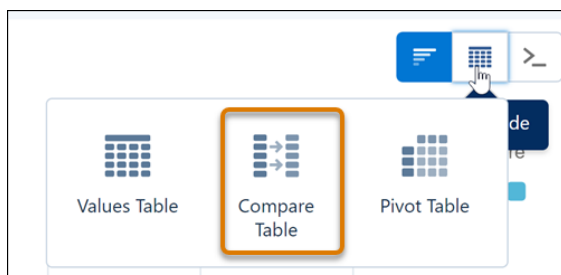 de
Values Table
Compare
Table
Pivot Table